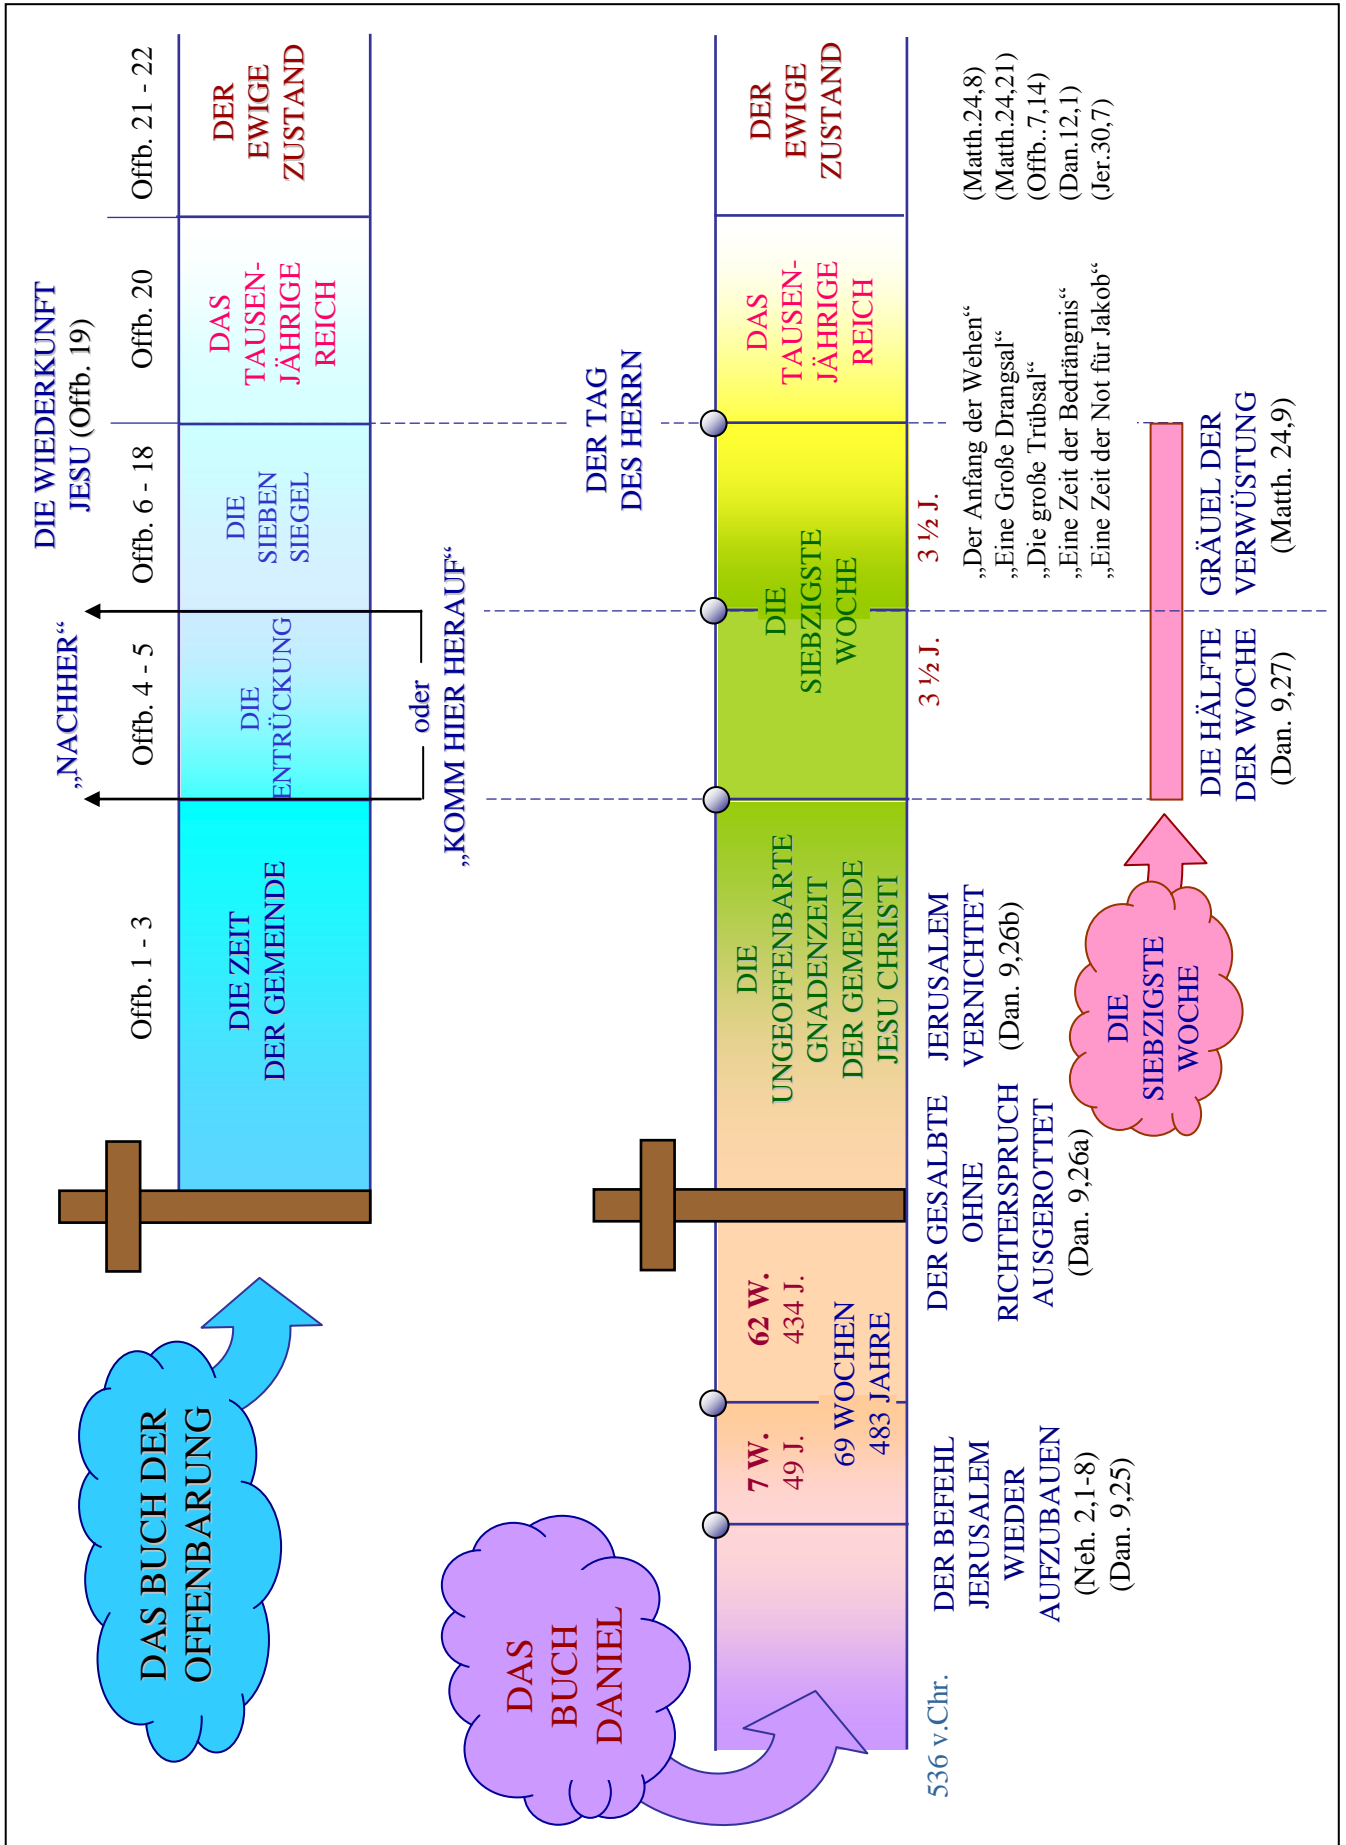 DAS BUCH DER
OFFENBARUNG
DIE WIEDERKUNFT
JESU (Offb. 19)
„NACHHER“
Offb. 1 - 3
Offb. 4 - 5
Offb. 6 - 18
Offb. 20
Offb. 21 - 22
DIE ZEIT
DER GEMEINDE
DIE
ENTRÜCKUNG
DIE
SIEBEN
SIEGEL
DAS
TAUSEN-
JÄHRIGE
REICH
DER
EWIGE
ZUSTAND
oder
„KOMM HIER HERAUF“
DER TAG
DES HERRN
DAS
BUCH
DANIEL
7 W.
49 J.
62 W.
434 J.
69 WOCHEN
483 JAHRE
DIE
UNGEOFFENBARTE
GNADENZEIT
DER GEMEINDE
JESU CHRISTI
DIE
SIEBZIGSTE
WOCHE
DAS
TAUSEN-
JÄHRIGE
REICH
DER
EWIGE
ZUSTAND
536 v.Chr.
DER BEFEHL
JERUSALEM
WIEDER
AUFZUBAUEN
(Neh. 2,1-8)
(Dan. 9,25)
DER GESALBTE
OHNE
RICHTERSPRUCH
AUSGEROTTET
(Dan. 9,26a)
JERUSALEM
VERNICHTET
(Dan. 9,26b)
3 ½ J.
3 ½ J.
„Der Anfang der Wehen“ (Matth.24,8)
„Eine Große Drangsal“ (Matth.24,21)
„Die große Trübsal“ (Offb..7,14)
„Eine Zeit der Bedrängnis“ (Dan.12,1)
„Eine Zeit der Not für Jakob“ (Jer.30,7)
DIE
SIEBZIGSTE
WOCHE
DIE HÄLFTE
DER WOCHE
(Dan. 9,27)
GRÄUEL DER
VERWÜSTUNG
(Matth. 24,9)